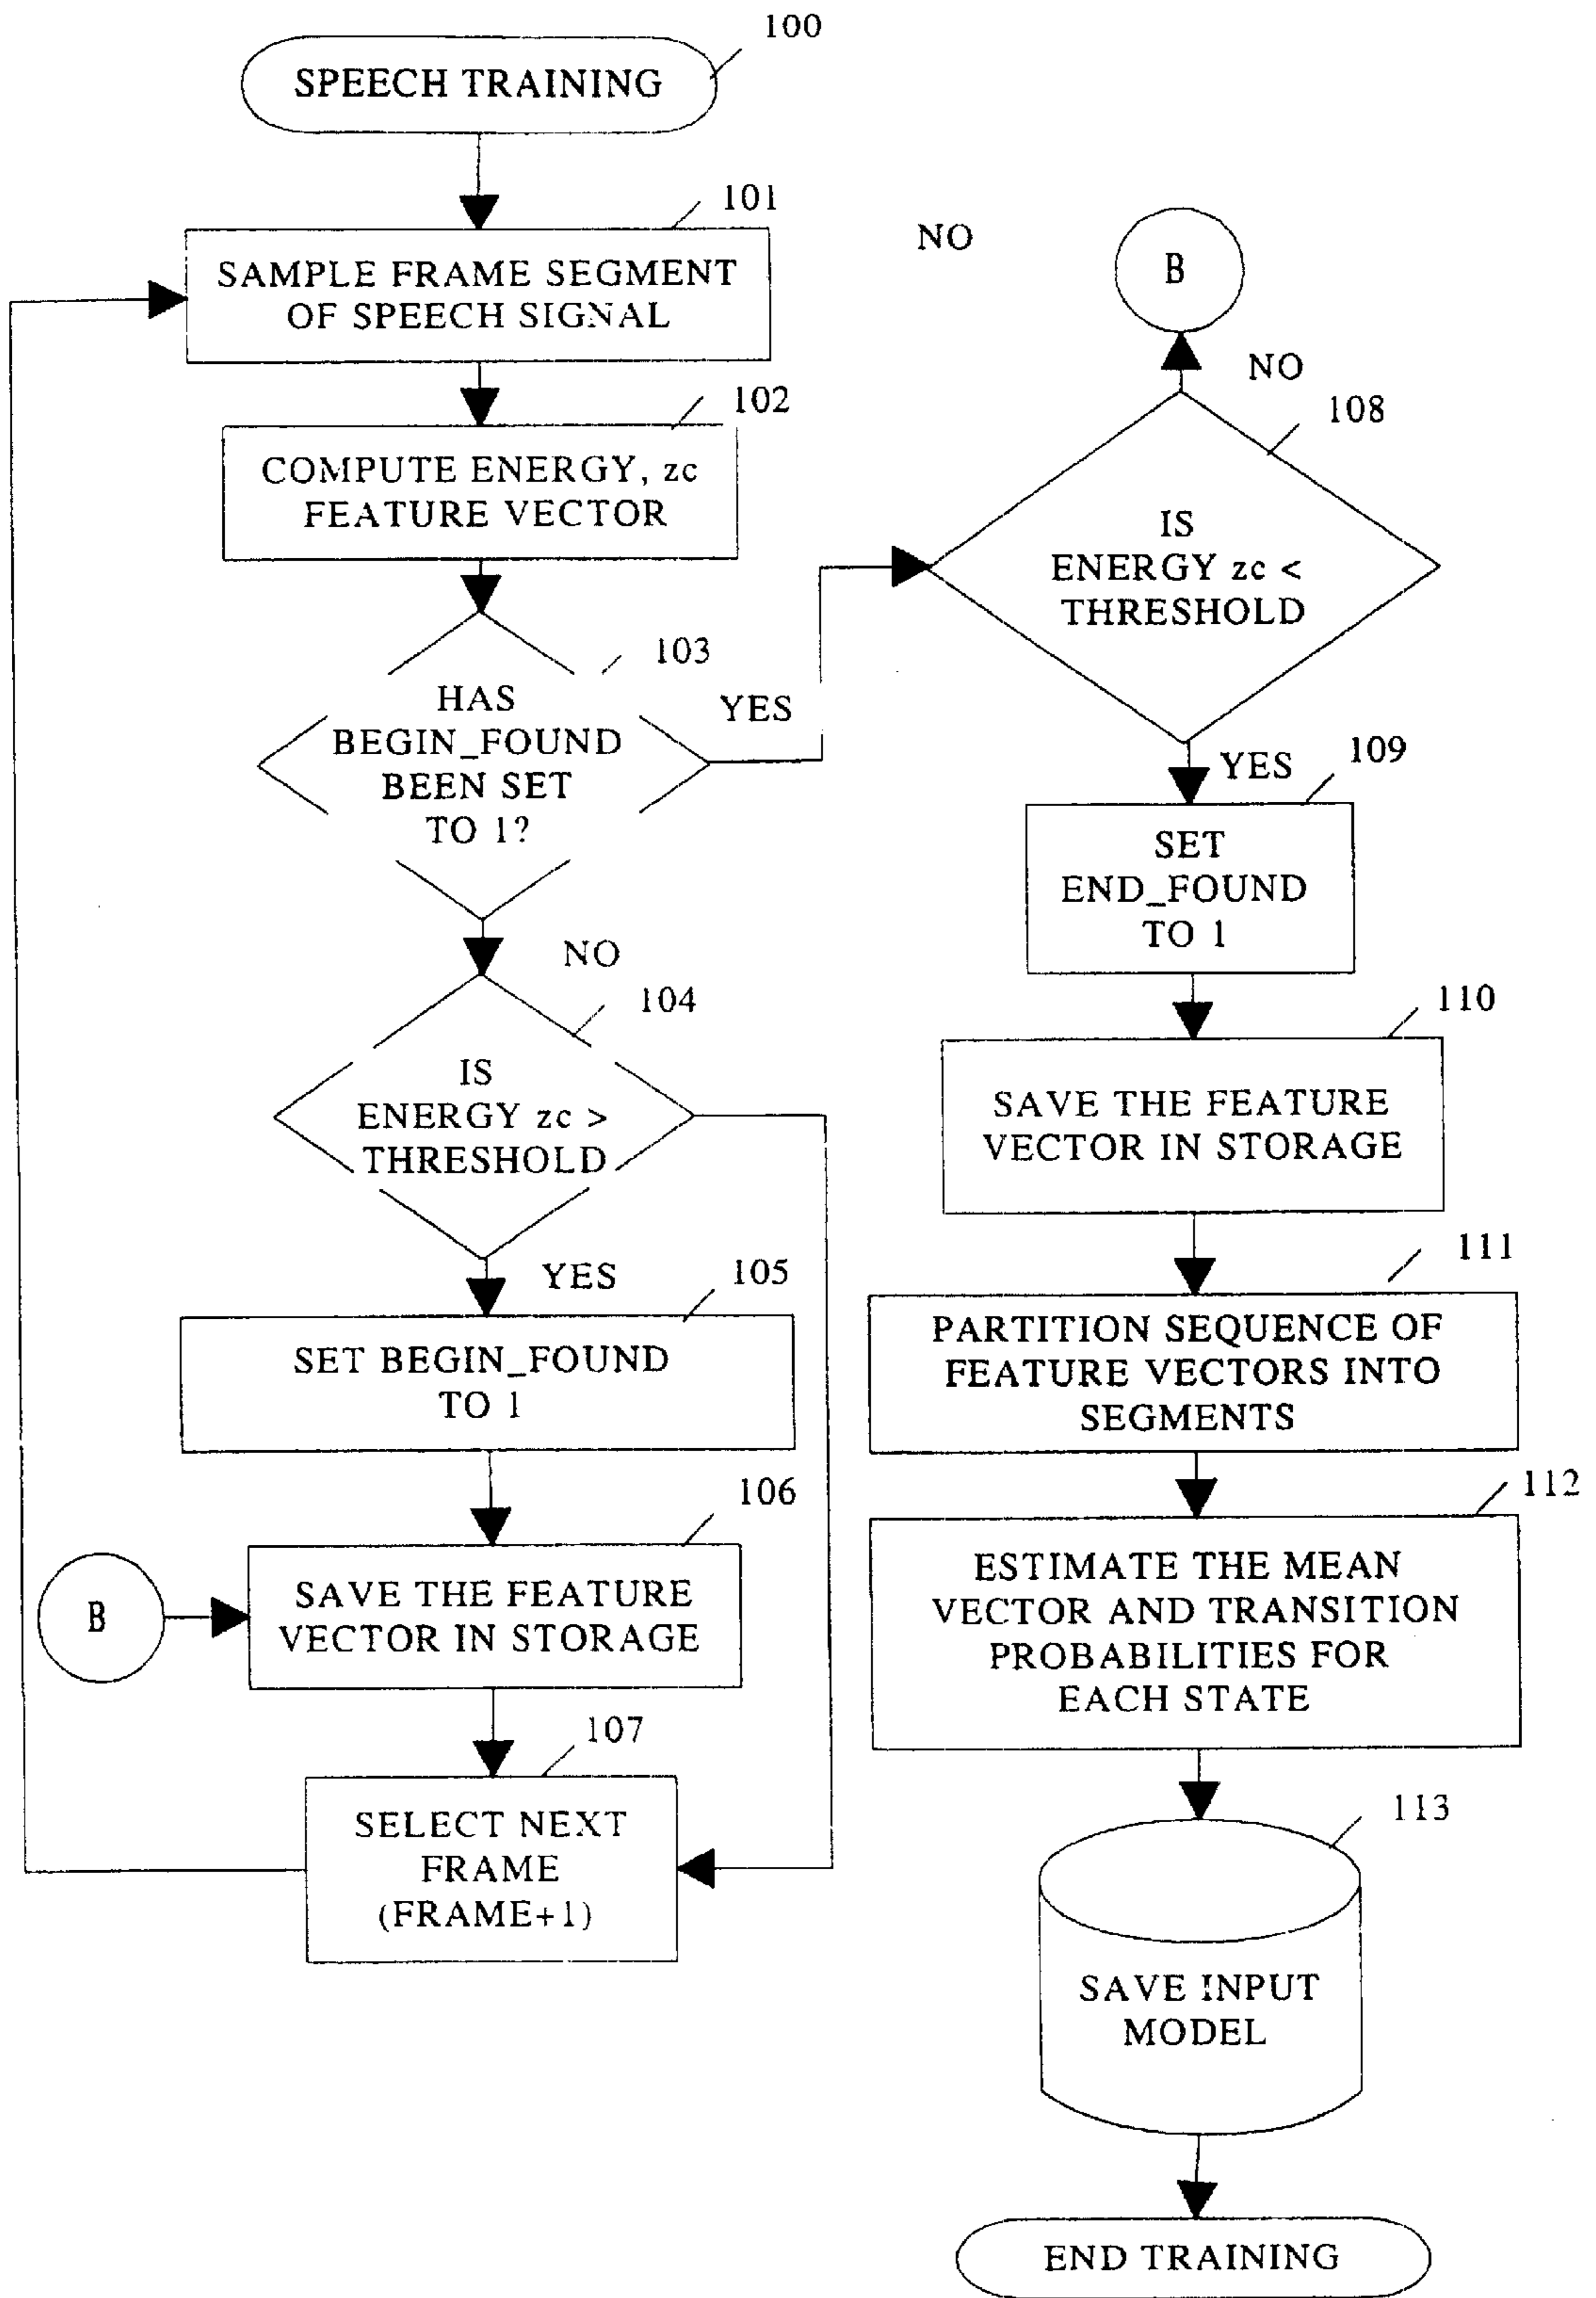 100
SPEECH TRAINING
101
SAMPLE FRAME SEGMENT
OF SPEECH SIGNAL
102
COMPUTE ENERGY, zc
FEATURE VECTOR
103
HAS
BEGIN_FOUND
BEEN SET
TO 1?
YES
NO
104
IS
ENERGY zc >
THRESHOLD
YES
105
SET BEGIN_FOUND
TO 1
106
B
SAVE THE FEATURE
VECTOR IN STORAGE
107
SELECT NEXT
FRAME
(FRAME+1)
NO
B
NO
108
IS
ENERGY zc <
THRESHOLD
YES
109
SET
END_FOUND
TO 1
110
SAVE THE FEATURE
VECTOR IN STORAGE
111
PARTITION SEQUENCE OF
FEATURE VECTORS INTO
SEGMENTS
112
ESTIMATE THE MEAN
VECTOR AND TRANSITION
PROBABILITIES FOR
EACH STATE
113
SAVE INPUT
MODEL
END TRAINING